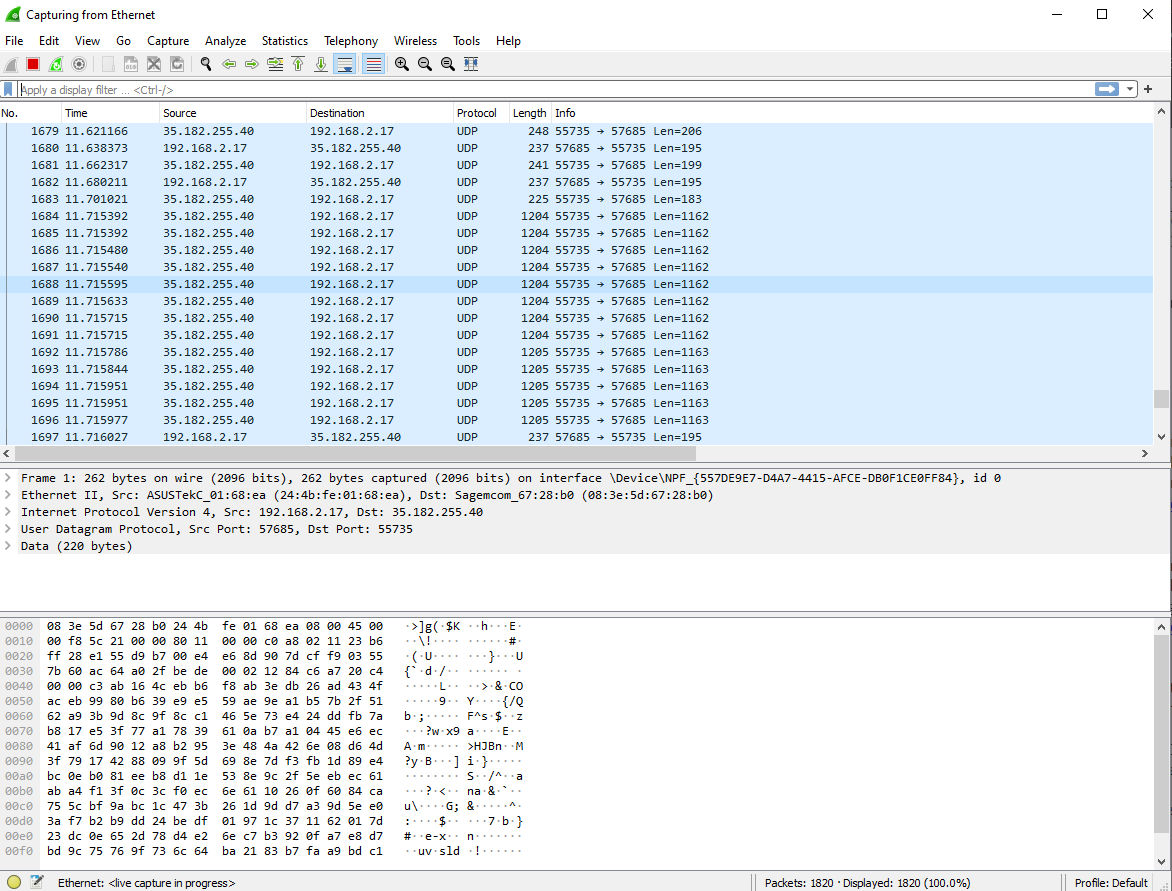 Capturing from Ethernet
File Edit View Go Capture Analyze Statistics Telephony Wireless Tools Help
Apply a display filter ... <Ctrl-/>
No. Time Source Destination Protocol Length Info
1679 11.621166 35.182.255.40 192.168.2.17 UDP 248 55735 → 57685 Len=206
1680 11.638373 192.168.2.17 35.182.255.40 UDP 237 57685 → 55735 Len=195
1681 11.662317 35.182.255.40 192.168.2.17 UDP 241 55735 → 57685 Len=199
1682 11.680211 192.168.2.17 35.182.255.40 UDP 237 57685 → 55735 Len=195
1683 11.701021 35.182.255.40 192.168.2.17 UDP 225 55735 → 57685 Len=183
1684 11.715392 35.182.255.40 192.168.2.17 UDP 1204 55735 → 57685 Len=1162
1685 11.715392 35.182.255.40 192.168.2.17 UDP 1204 55735 → 57685 Len=1162
1686 11.715480 35.182.255.40 192.168.2.17 UDP 1204 55735 → 57685 Len=1162
1687 11.715540 35.182.255.40 192.168.2.17 UDP 1204 55735 → 57685 Len=1162
1688 11.715595 35.182.255.40 192.168.2.17 UDP 1204 55735 → 57685 Len=1162
1689 11.715633 35.182.255.40 192.168.2.17 UDP 1204 55735 → 57685 Len=1162
1690 11.715715 35.182.255.40 192.168.2.17 UDP 1204 55735 → 57685 Len=1162
1691 11.715715 35.182.255.40 192.168.2.17 UDP 1204 55735 → 57685 Len=1162
1692 11.715786 35.182.255.40 192.168.2.17 UDP 1205 55735 → 57685 Len=1163
1693 11.715844 35.182.255.40 192.168.2.17 UDP 1205 55735 → 57685 Len=1163
1694 11.715951 35.182.255.40 192.168.2.17 UDP 1205 55735 → 57685 Len=1163
1695 11.715951 35.182.255.40 192.168.2.17 UDP 1205 55735 → 57685 Len=1163
1696 11.715977 35.182.255.40 192.168.2.17 UDP 1205 55735 → 57685 Len=1163
1697 11.716027 192.168.2.17 35.182.255.40 UDP 237 57685 → 55735 Len=195
Frame 1: 262 bytes on wire (2096 bits), 262 bytes captured (2096 bits) on interface \Device\NPF_{557DE9E7-D4A7-4415-AFCE-DB0F1CE0FF84}, id 0
Ethernet II, Src: ASUSTekC_01:68:ea (24:4b:fe:01:68:ea), Dst: Sagemcom_67:28:b0 (08:3e:5d:67:28:b0)
Internet Protocol Version 4, Src: 192.168.2.17, Dst: 35.182.255.40
User Datagram Protocol, Src Port: 57685, Dst Port: 55735
Data (220 bytes)
0000 08 3e 5d 67 28 b0 24 4b fe 01 68 ea 08 00 45 00 ·>]g(·$K ··h···E·
0010 00 f8 5c 21 00 00 80 11 00 00 c0 a8 02 11 23 b6 ··\!···· ······#·
0020 ff 28 e1 55 d9 b7 00 e4 e6 8d 90 7d cf f9 03 55 ·(·U···· ···}···U
0030 7b 60 ac 64 a0 2f be de 00 02 12 84 c6 a7 20 c4 {`·d·/·· ······ ·
0040 00 00 c3 ab 16 4c eb b6 f8 ab 3e db 26 ad 43 4f ·····L·· ··>·&·CO
0050 ac eb 99 80 b6 39 e9 e5 59 ae 9e a1 b5 7b 2f 51 ·····9·· Y····{/Q
0060 62 a9 3b 9d 8c 9f 8c c1 46 5e 73 e4 24 dd fb 7a b·;····· F^s·$··z
0070 b8 17 e5 3f 77 a1 78 39 61 0a b7 a1 04 45 e6 ec ···?w·x9 a····E··
0080 41 af 6d 90 12 a8 b2 95 3e 48 4a 42 6e 08 d6 4d A·m····· >HJBn··M
0090 3f 79 17 42 88 09 9f 5d 69 8e 7d f3 fb 1d 89 e4 ?y·B···] i·}·····
00a0 bc 0e b0 81 ee b8 d1 1e 53 8e 9c 2f 5e eb ec 61 ········ S··/^··a
00b0 ab a4 f1 3f 0c 3c f0 ec 6e 61 10 26 0f 60 84 ca ···?·<·· na·&·`··
00c0 75 5c bf 9a bc 1c 47 3b 26 1d 9d d7 a3 9d 5e e0 u\····G; &·····^·
00d0 3a f7 b2 b9 dd 24 be df 01 97 1c 37 11 62 01 7d :····$·· ···7·b·}
00e0 23 dc 0e 65 2d 78 d4 e2 6e c7 b3 92 0f a7 e8 d7 #··e-x·· n·······
00f0 bd 9c 75 76 9f 73 6c 64 ba 21 83 b7 fa a9 bd c1 ··uv·sld ·!······
Ethernet: <live capture in progress> Packets: 1820 · Displayed: 1820 (100.0%) Profile: Default